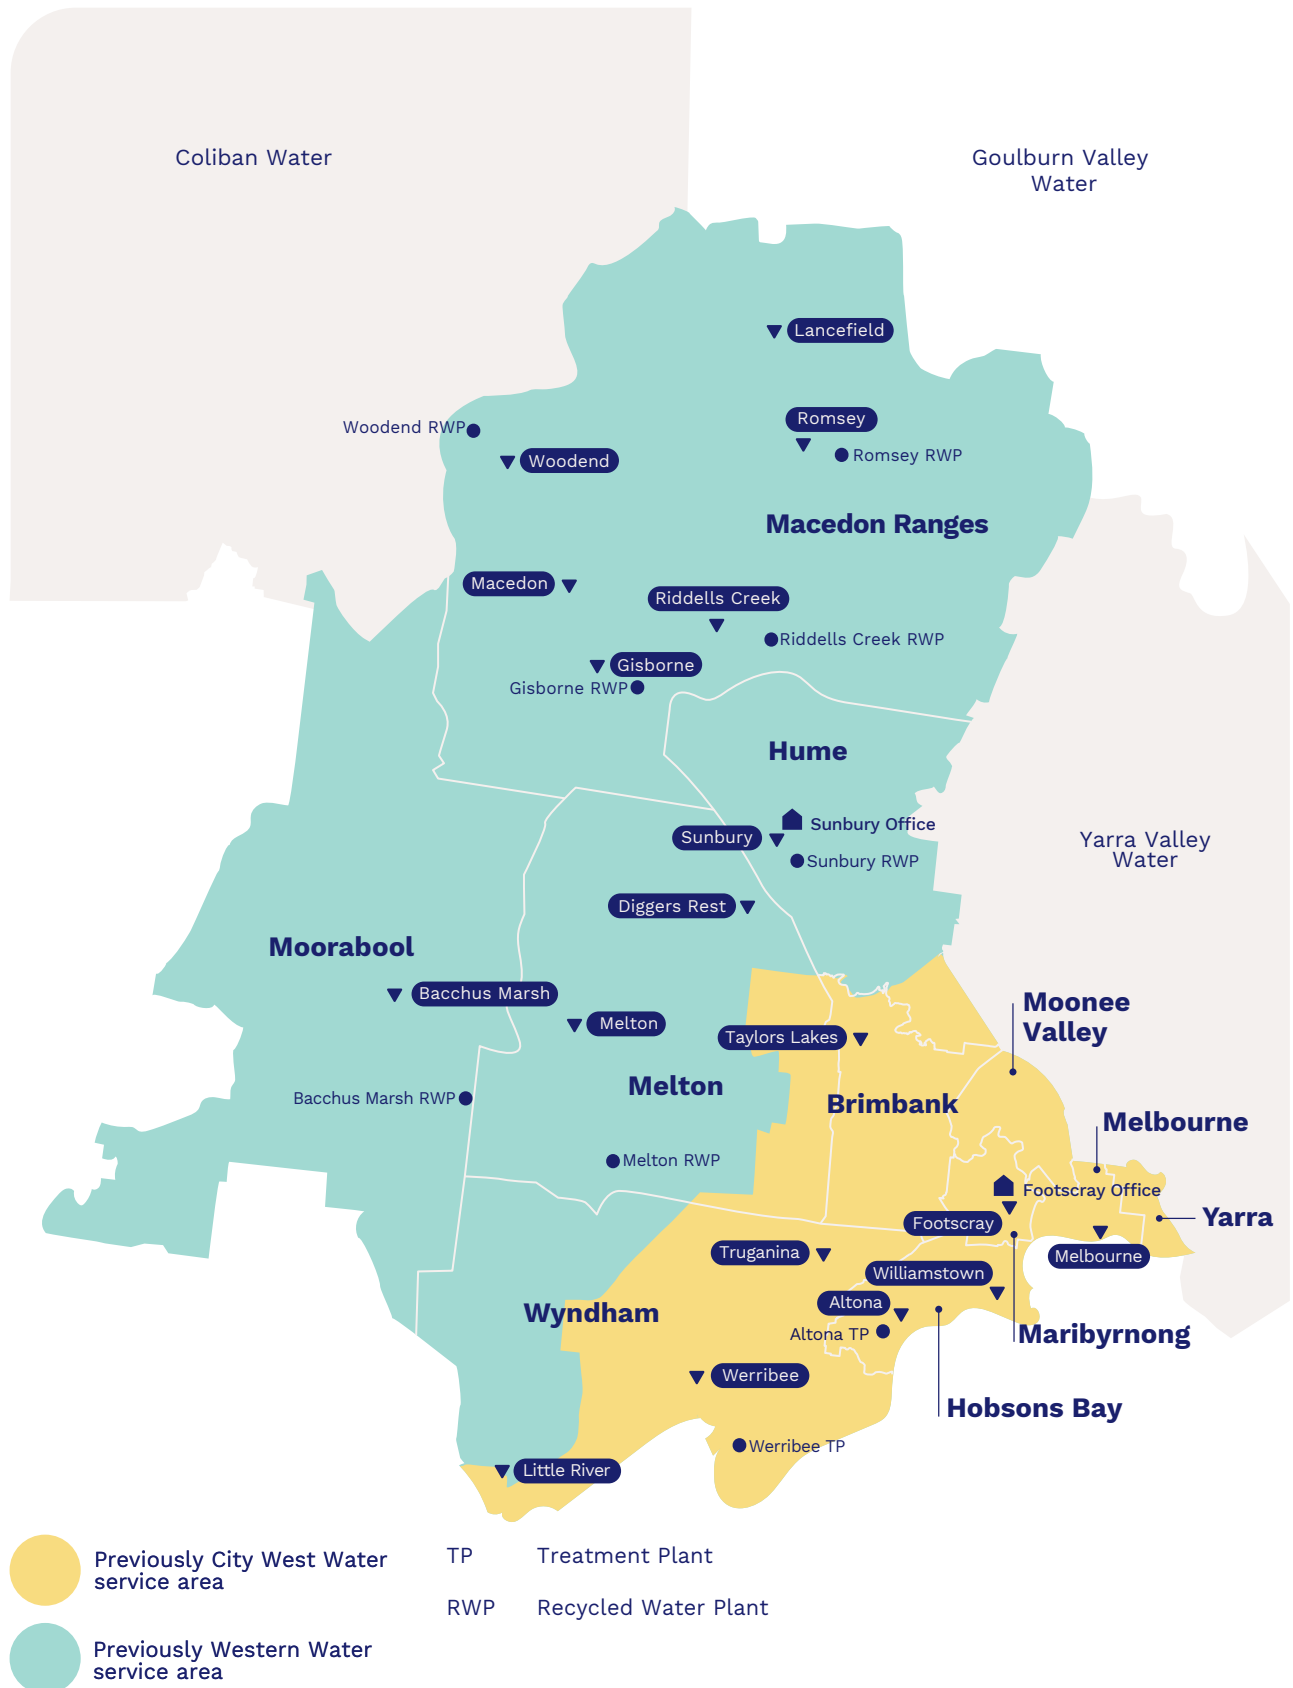 Coliban Water
Goulburn Valley
Water
Lancefield
Romsey
Woodend RWP
Romsey RWP
Woodend
Macedon Ranges
Macedon
Riddells Creek
Riddells Creek RWP
Gisborne
Gisborne RWP
Hume
Sunbury Office
Sunbury
Yarra Valley
Water
Sunbury RWP
Diggers Rest
Moorabool
Bacchus Marsh
Moonee
Valley
Melton
Taylors Lakes
Melton
Bacchus Marsh RWP
Brimbank
Melbourne
Melton RWP
Footscray Office
Yarra
Footscray
Truganina
Melbourne
Williamstown
Altona
Wyndham
Altona TP
Maribyrnong
Werribee
Hobsons Bay
Werribee TP
Little River
Previously City West Water
service area
TP Treatment Plant
RWP Recycled Water Plant
Previously Western Water
service area